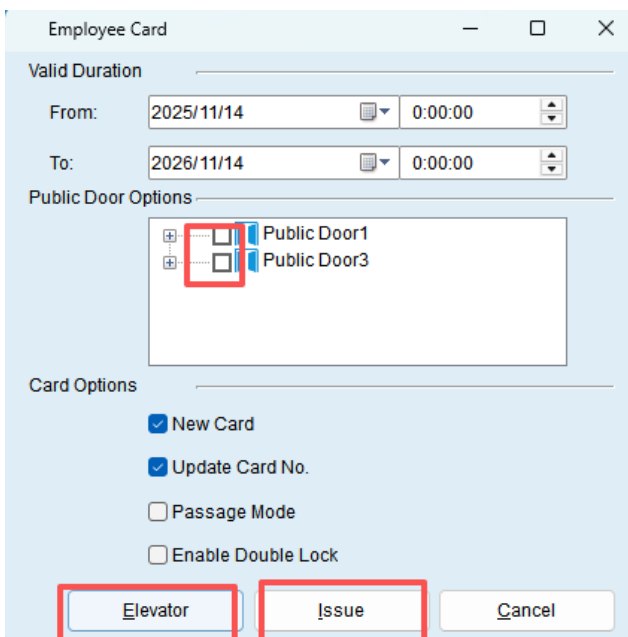 Employee Card
Valid Duration
From: 2025/11/14 0:00:00
To: 2026/11/14 0:00:00
Public Door Options
Public Door1
Public Door3
Card Options
New Card
Update Card No.
Passage Mode
Enable Double Lock
Elevator Issue Cancel